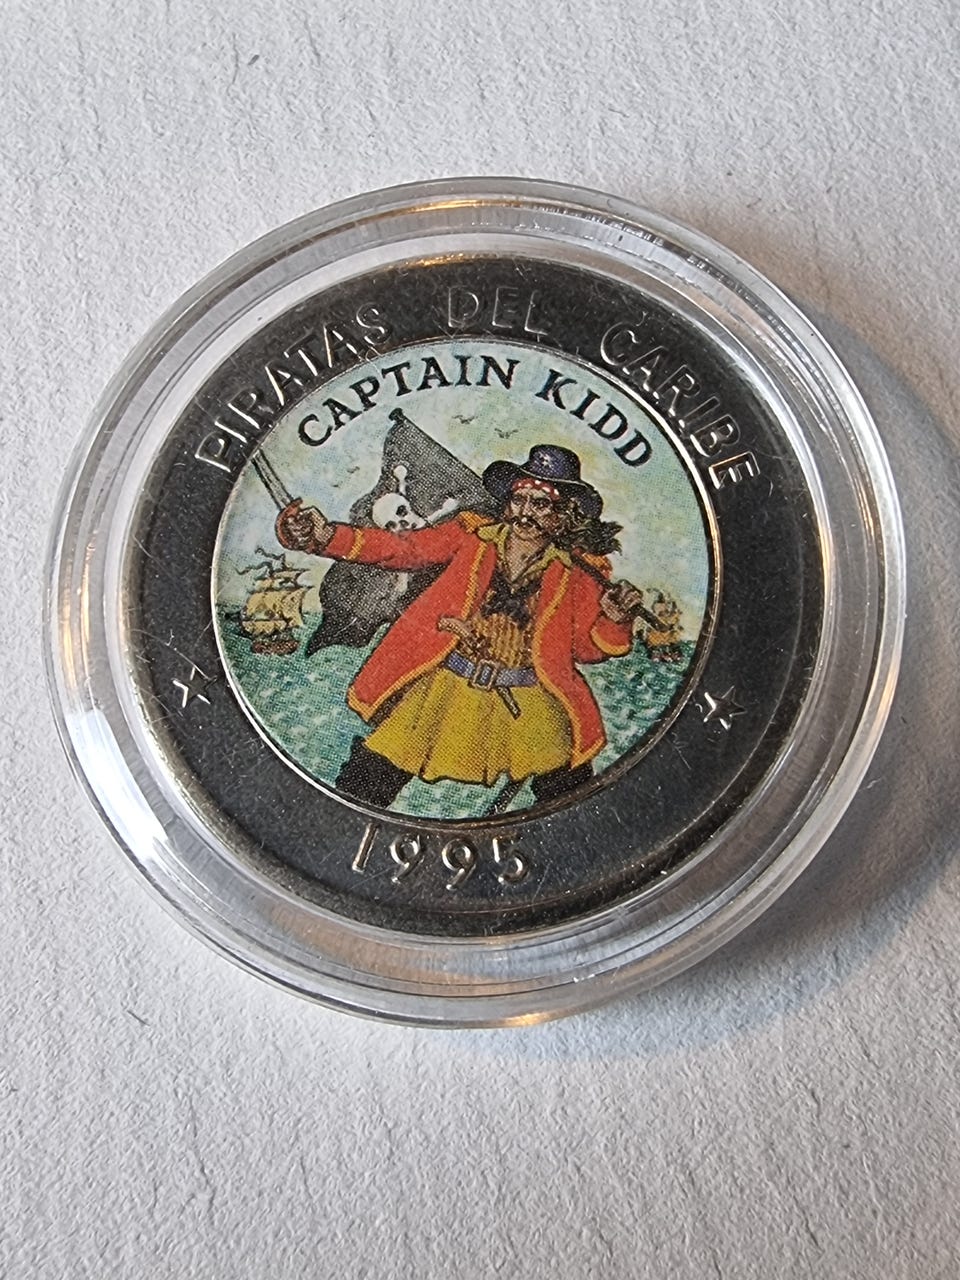 PIRATAS DEL CARIBE
CAPTAIN KIDD
1995